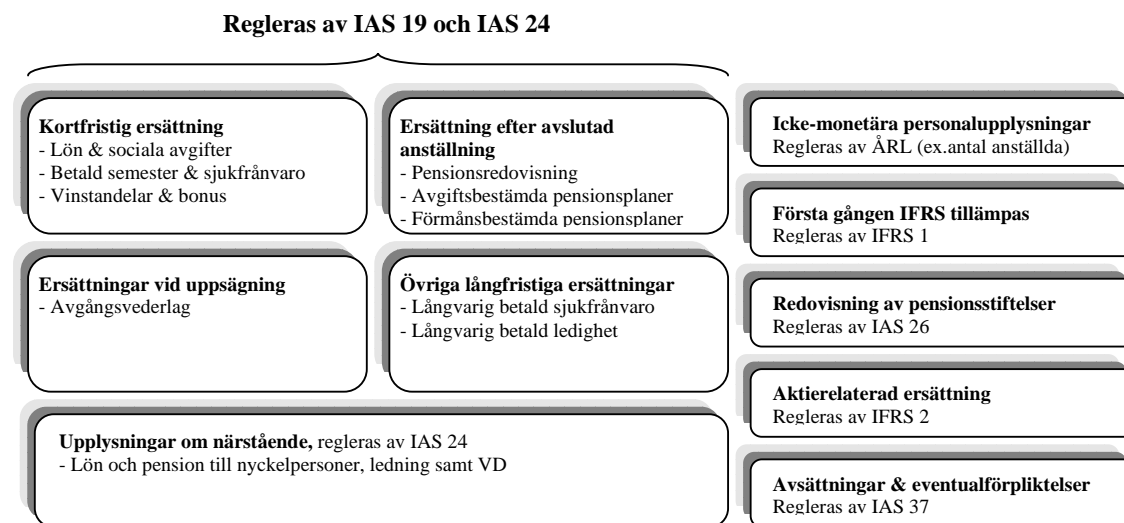 Regleras av IAS 19 och IAS 24
Kortfristig ersättning
- Lön & sociala avgifter
- Betald semester & sjukfrånvaro
- Vinstandelar & bonus
Ersättning efter avslutad
anställning
- Pensionsredovisning
- Avgiftsbestämda pensionsplaner
- Förmånsbestämda pensionsplaner
Ersättningar vid uppsägning
- Avgångsvederlag
Övriga långfristiga ersättningar
- Långvarig betald sjukfrånvaro
- Långvarig betald ledighet
Upplysningar om närstående, regleras av IAS 24
- Lön och pension till nyckelpersoner, ledning samt VD
Icke-monetära personalupplysningar
Regleras av ÅRL (ex.antal anställda)
Första gången IFRS tillämpas
Regleras av IFRS 1
Redovisning av pensionsstiftelser
Regleras av IAS 26
Aktierelaterad ersättning
Regleras av IFRS 2
Avsättningar & eventualförpliktelser
Regleras av IAS 37